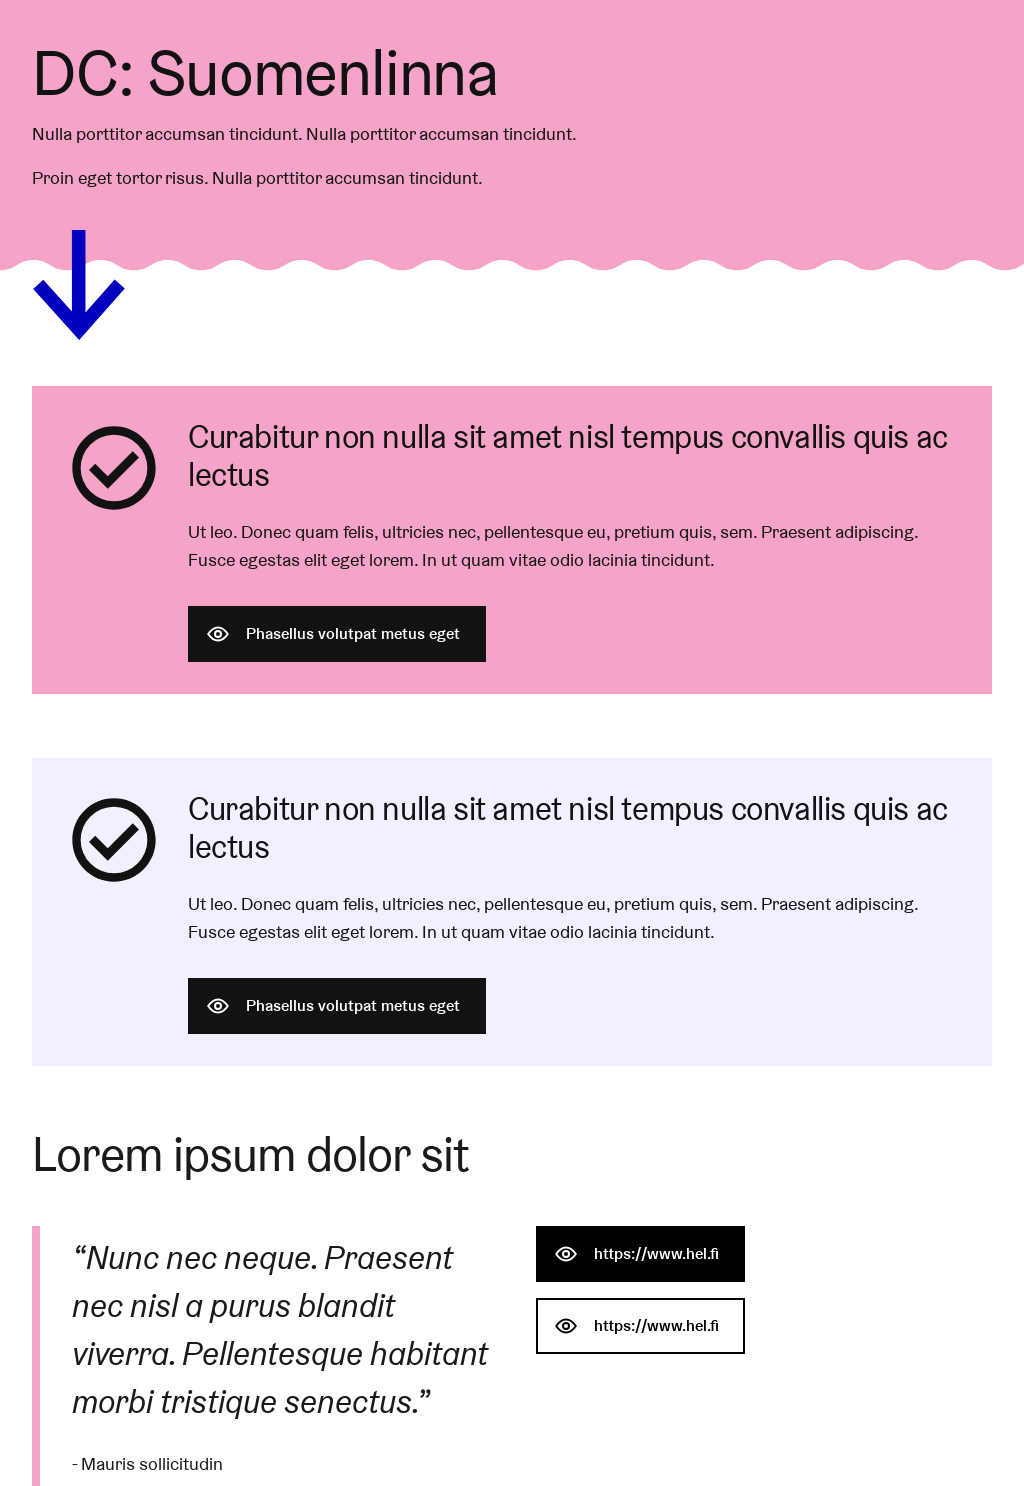 DC: Suomenlinna
Nulla porttitor accumsan tincidunt. Nulla porttitor accumsan tincidunt.
Proin eget tortor risus. Nulla porttitor accumsan tincidunt.
Curabitur non nulla sit amet nisl tempus convallis quis ac
lectus
Ut leo. Donec quam felis, ultricies nec, pellentesque eu, pretium quis, sem. Praesent adipiscing.
Fusce egestas elit eget lorem. In ut quam vitae odio lacinia tincidunt.
Phasellus volutpat metus eget
Curabitur non nulla sit amet nisl tempus convallis quis ac
lectus
Ut leo. Donec quam felis, ultricies nec, pellentesque eu, pretium quis, sem. Praesent adipiscing.
Fusce egestas elit eget lorem. In ut quam vitae odio lacinia tincidunt.
Phasellus volutpat metus eget
Lorem ipsum dolor sit
“Nunc nec neque. Praesent
nec nisl a purus blandit
viverra. Pellentesque habitant
morbi tristique senectus.”
- Mauris sollicitudin
https://www.hel.fi
https://www.hel.fi